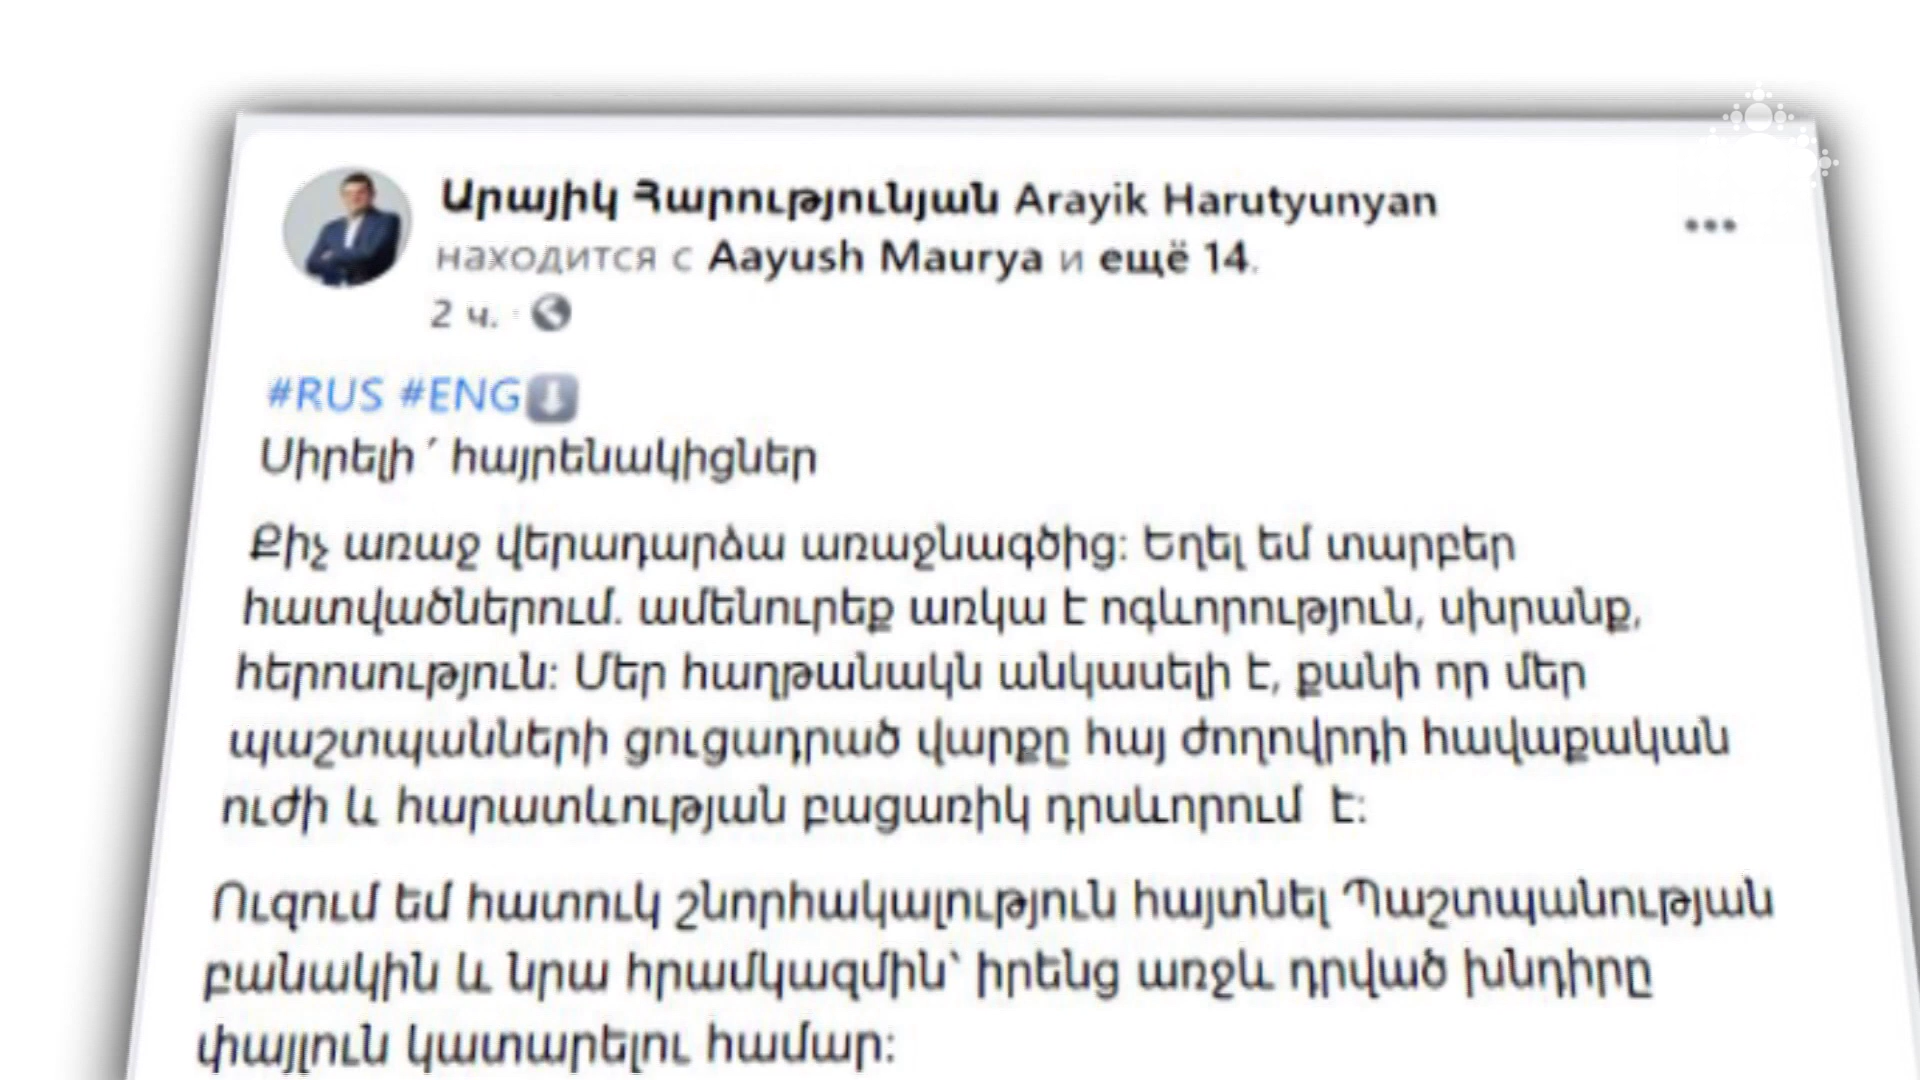 Արայիկ Հարությունյան Arayik Harutyunyan
находится с Aayush Maurya и ещё 14.
2 ч.
#RUS #ENG
Սիրելի ՛ հայրենակիցներ
Քիչ առաջ վերադարձա առաջնագծից: Եղել եմ տարբեր
հատվածներում. ամենուրեք առկա է ոգևորություն, սխրանք,
հերոսություն: Մեր հաղթանակն անկասելի է, քանի որ մեր
պաշտպանների ցուցադրած վարքը հայ ժողովրդի հավաքական
ուժի և հարատևության բացառիկ դրսևորում է:
Ուզում եմ հատուկ շնորհակալություն հայտնել Պաշտպանության
բանակին և նրա հրամկազմին՝ իրենց առջև դրված խնդիրը
փայլուն կատարելու համար: